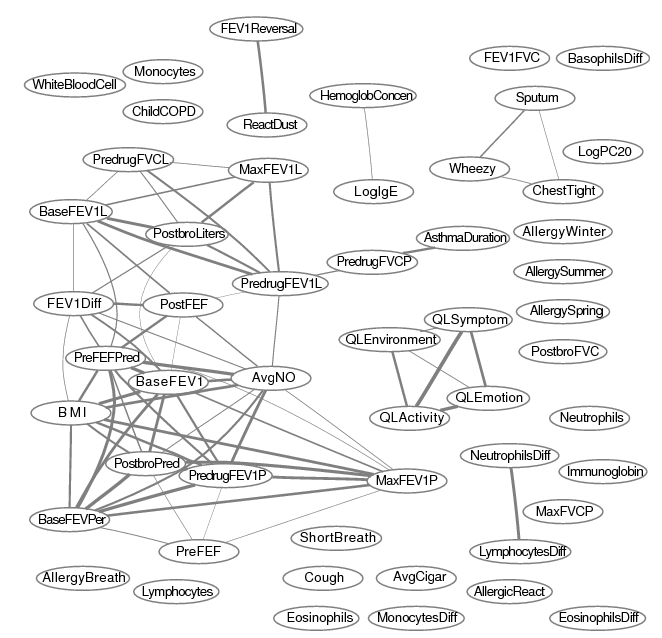 FEV1Reversal
FEV1FVC
BasophilsDiff
Monocytes
WhiteBloodCell
HemoglobConcen
Sputum
ChildCOPD
ReactDust
LogPC20
PredrugFVCL
MaxFEV1L
Wheezy
LogIgE
ChestTight
BaseFEV1L
PostbroLiters
AsthmaDuration
AllergyWinter
PredrugFVCP
AllergySummer
PredrugFEV1L
FEV1Diff
PostFEF
QLSymptom
AllergySpring
QLEnvironment
PostbroFVC
PreFEFPred
BaseFEV1
AvgNO
QLEmotion
BMI
QLActivity
Neutrophils
NeutrophilsDiff
PostbroPred
PredrugFEV1P
MaxFEV1P
Immunoglobin
MaxFVCP
BaseFEVPer
ShortBreath
PreFEF
LymphocytesDiff
AllergyBreath
Lymphocytes
Cough
AvgCigar
AllergicReact
Eosinophils
MonocytesDiff
EosinophilsDiff